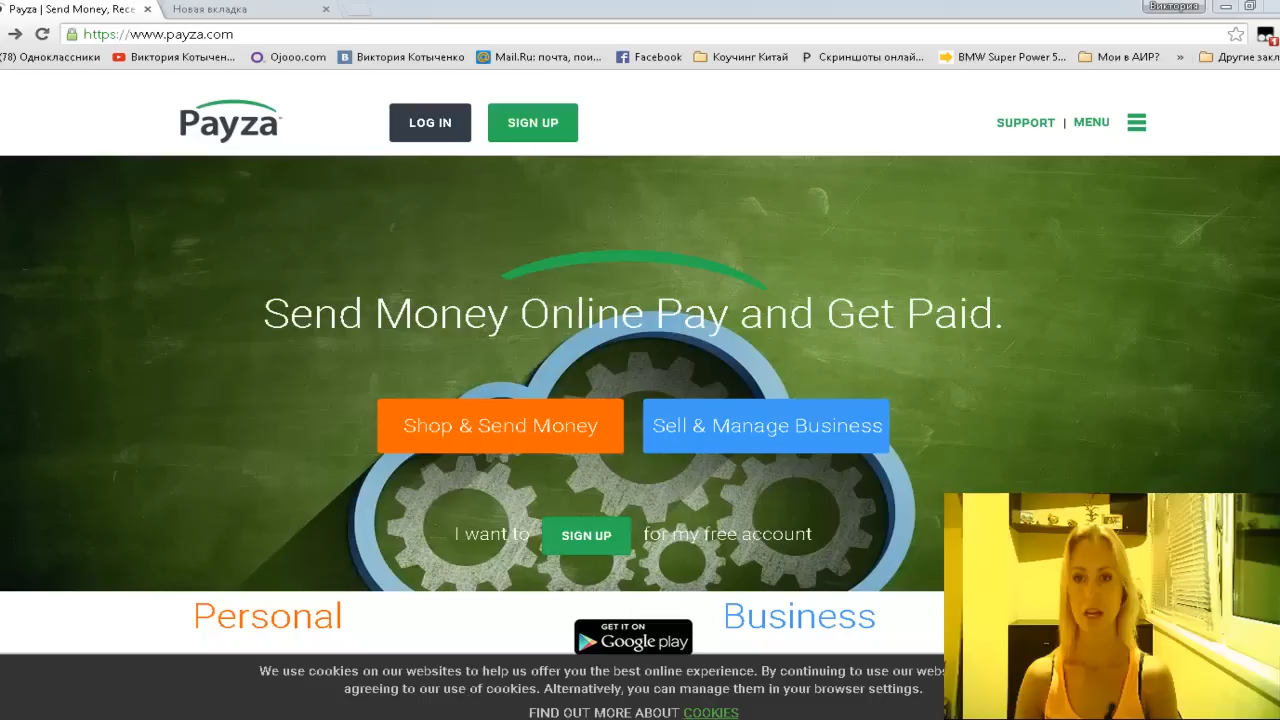 Payza | Send Money, Rece
Новая вкладка
Виктория
https://www.payza.com
(78) Одноклассники
Виктория Котычен...
Ojooo.com
Виктория Котыченко
Mail.Ru: почта, пои...
Facebook
Коучинг Китай
Скриншоты онлай...
BMW Super Power 5...
Мои в АИР?
»
Другие закл
Payza
LOG IN
SIGN UP
SUPPORT | MENU
Send Money Online Pay and Get Paid.
Shop & Send Money
Sell & Manage Business
I want to SIGN UP for my free account
Personal
Business
GET IT ON
Google play
We use cookies on our websites to help us offer you the best online experience. By continuing to use our webs
agreeing to our use of cookies. Alternatively, you can manage them in your browser settings.
FIND OUT MORE ABOUT COOKIES